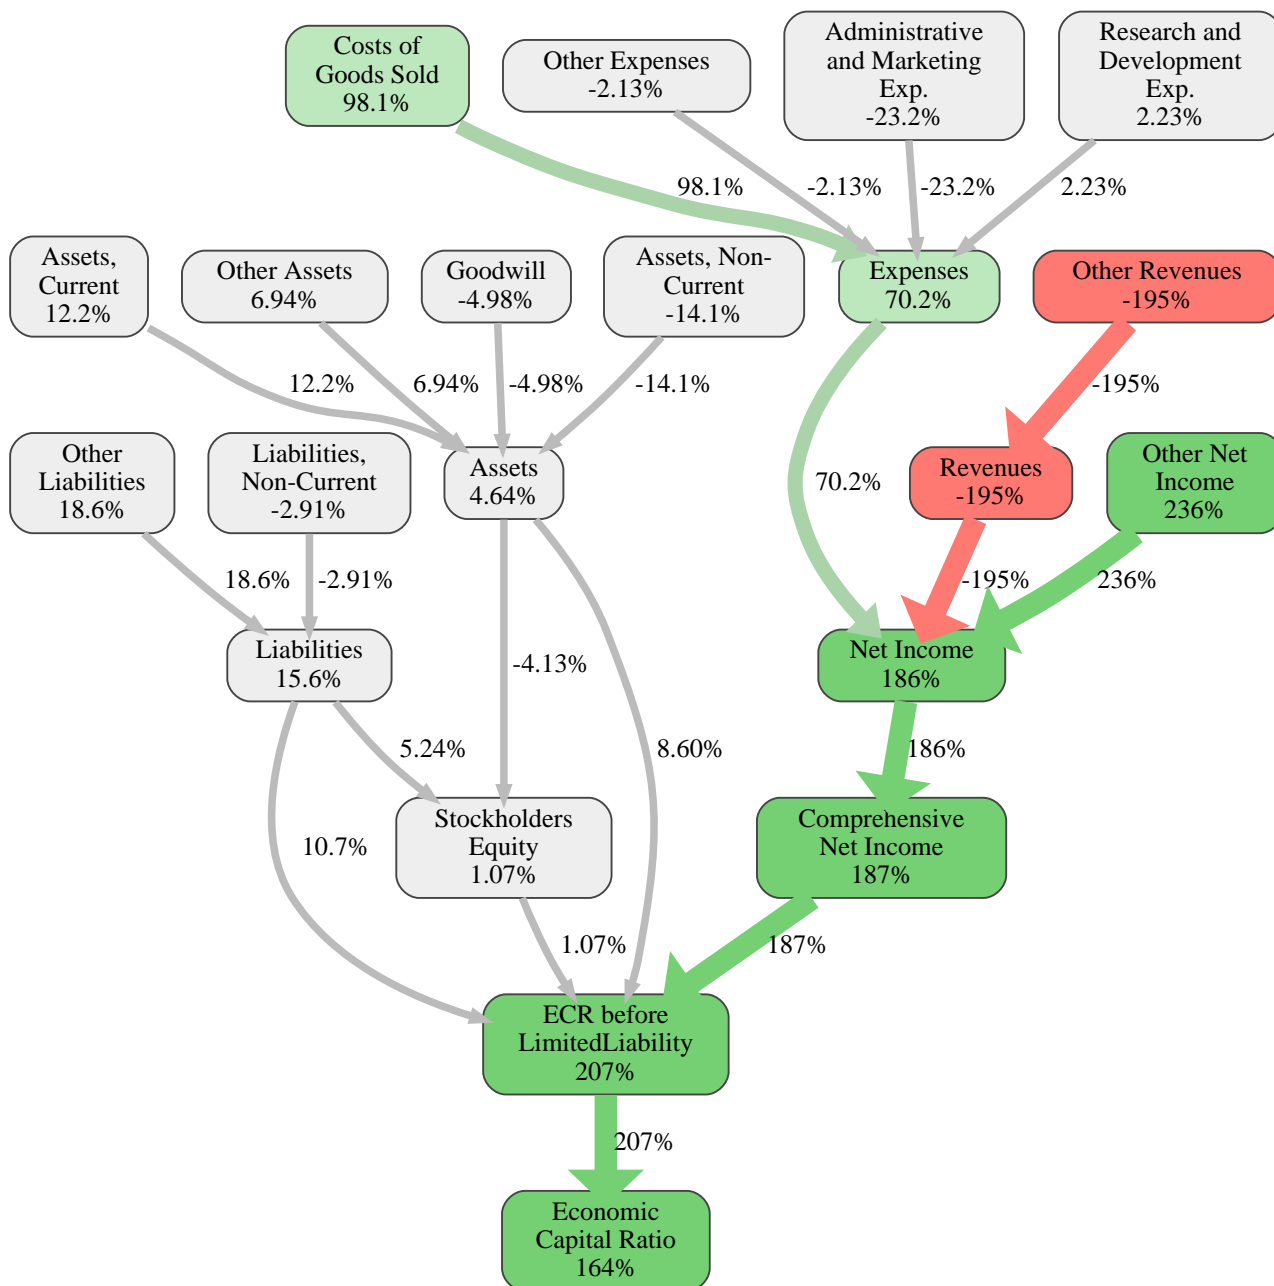 Costs of
Goods Sold
98.1%
Other Expenses
-2.13%
Administrative
and Marketing
Exp.
-23.2%
Research and
Development
Exp.
2.23%
98.1%
-2.13%
-23.2%
2.23%
Assets,
Current
12.2%
Other Assets
6.94%
Goodwill
-4.98%
Assets, Non-
Current
-14.1%
Expenses
70.2%
Other Revenues
-195%
12.2%
6.94%
-4.98%
-14.1%
-195%
Other
Liabilities
18.6%
Liabilities,
Non-Current
-2.91%
Assets
4.64%
70.2%
Revenues
-195%
Other Net
Income
236%
18.6%
-2.91%
-195%
236%
Liabilities
15.6%
-4.13%
Net Income
186%
5.24%
8.60%
186%
10.7%
Stockholders
Equity
1.07%
Comprehensive
Net Income
187%
1.07%
187%
ECR before
LimitedLiability
207%
207%
Economic
Capital Ratio
164%